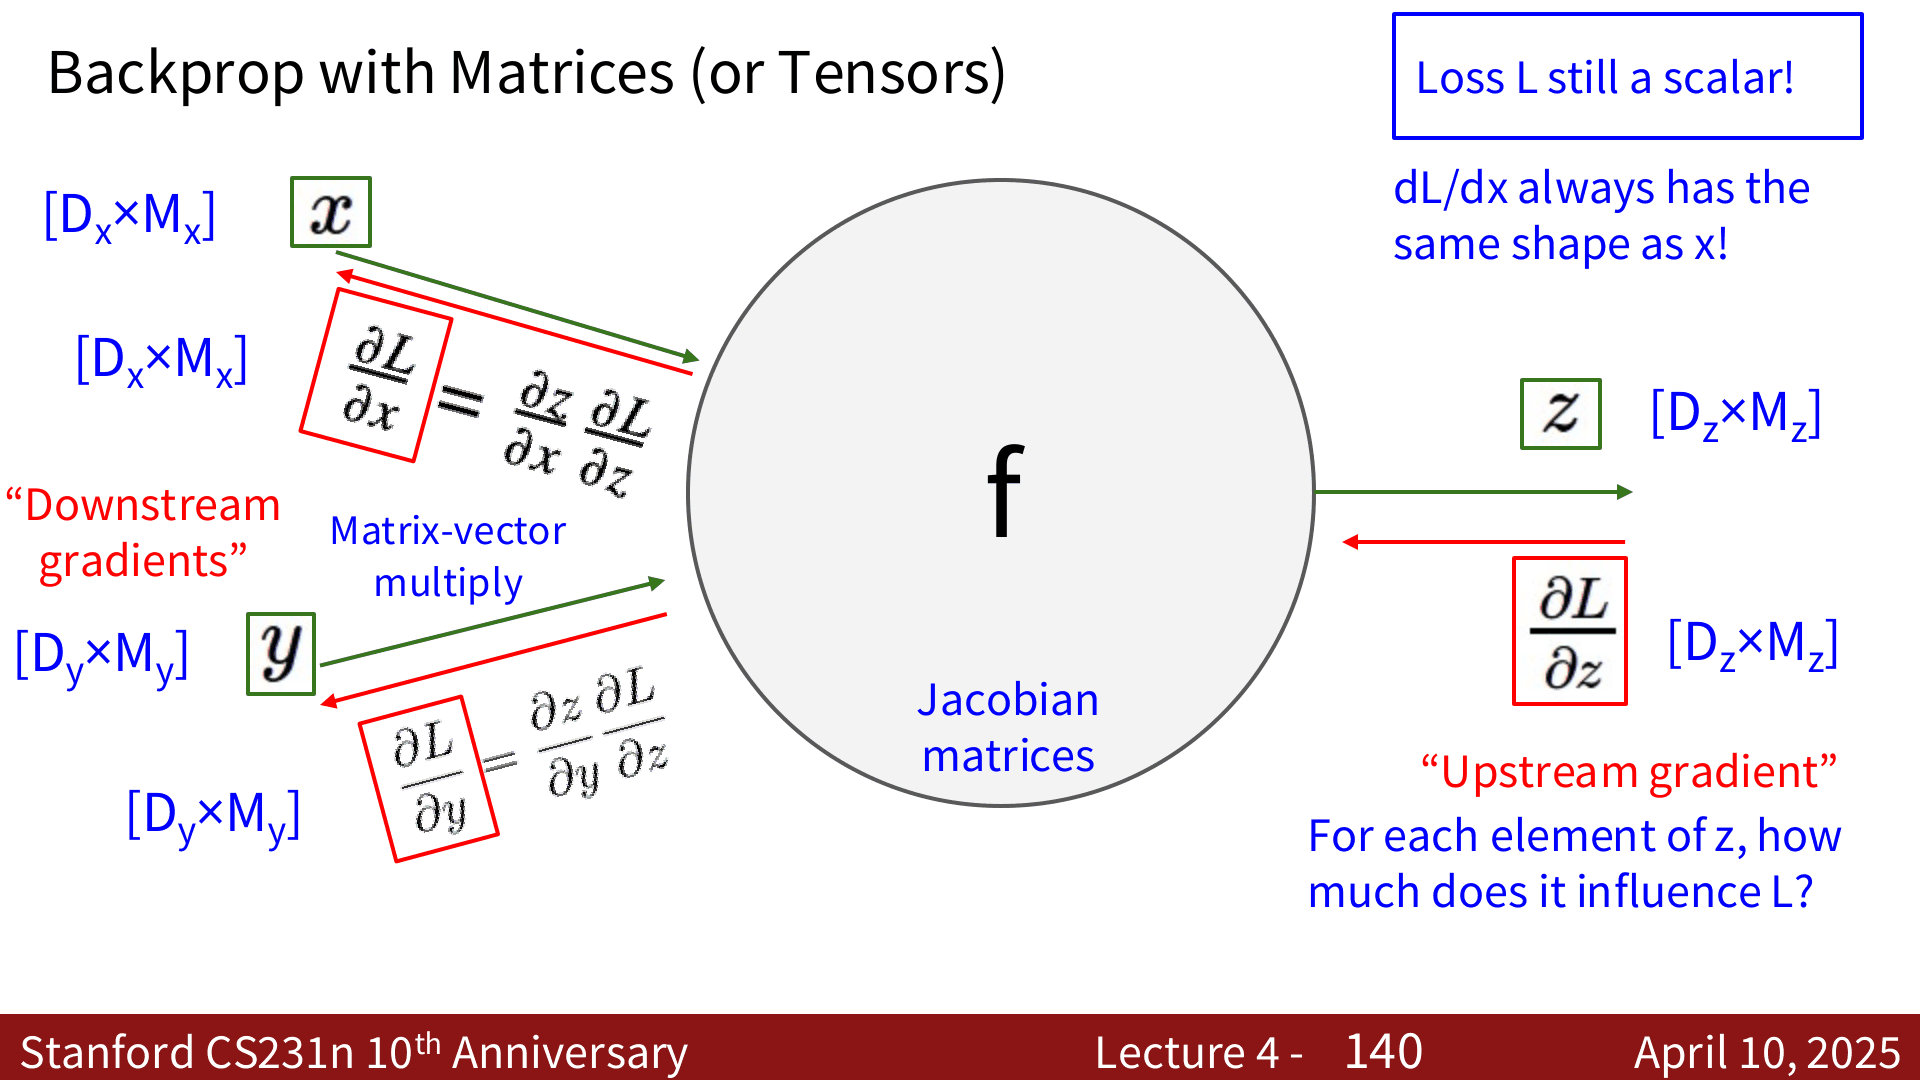 Backprop with Matrices (or Tensors)
Loss L still a scalar!
dL/dx always has the
same shape as x!
[Dx×Mx]
x
[Dx×Mx]
∂L/∂x = ∂z/∂x ∂L/∂z
“Downstream
gradients”
Matrix-vector
multiply
[Dy×My]
y
[Dy×My]
∂L/∂y = ∂z/∂y ∂L/∂z
f
Jacobian
matrices
z
[Dz×Mz]
∂L/∂z
[Dz×Mz]
“Upstream gradient”
For each element of z, how
much does it influence L?
Stanford CS231n 10th Anniversary
Lecture 4 - 140
April 10, 2025